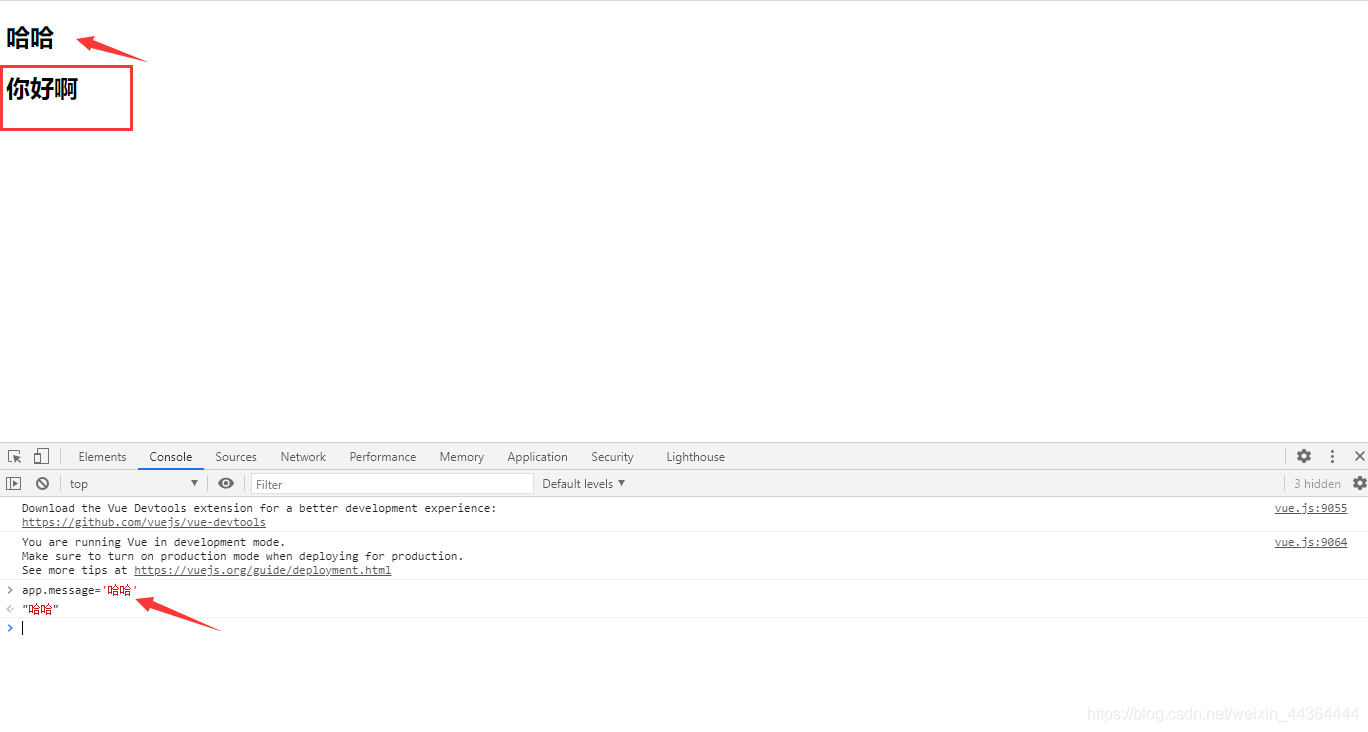 哈哈
你好啊
Elements Console Sources Network Performance Memory Application Security Lighthouse
top ▼ Filter Default levels ▼ 3 hidden
Download the Vue Devtools extension for a better development experience: vue.js:9055
https://github.com/vuejs/vue-devtools
You are running Vue in development mode. vue.js:9064
Make sure to turn on production mode when deploying for production.
See more tips at https://vuejs.org/guide/deployment.html
> app.message='哈哈'
"哈哈"
>
https://blog.csdn.net/weixin_44364444